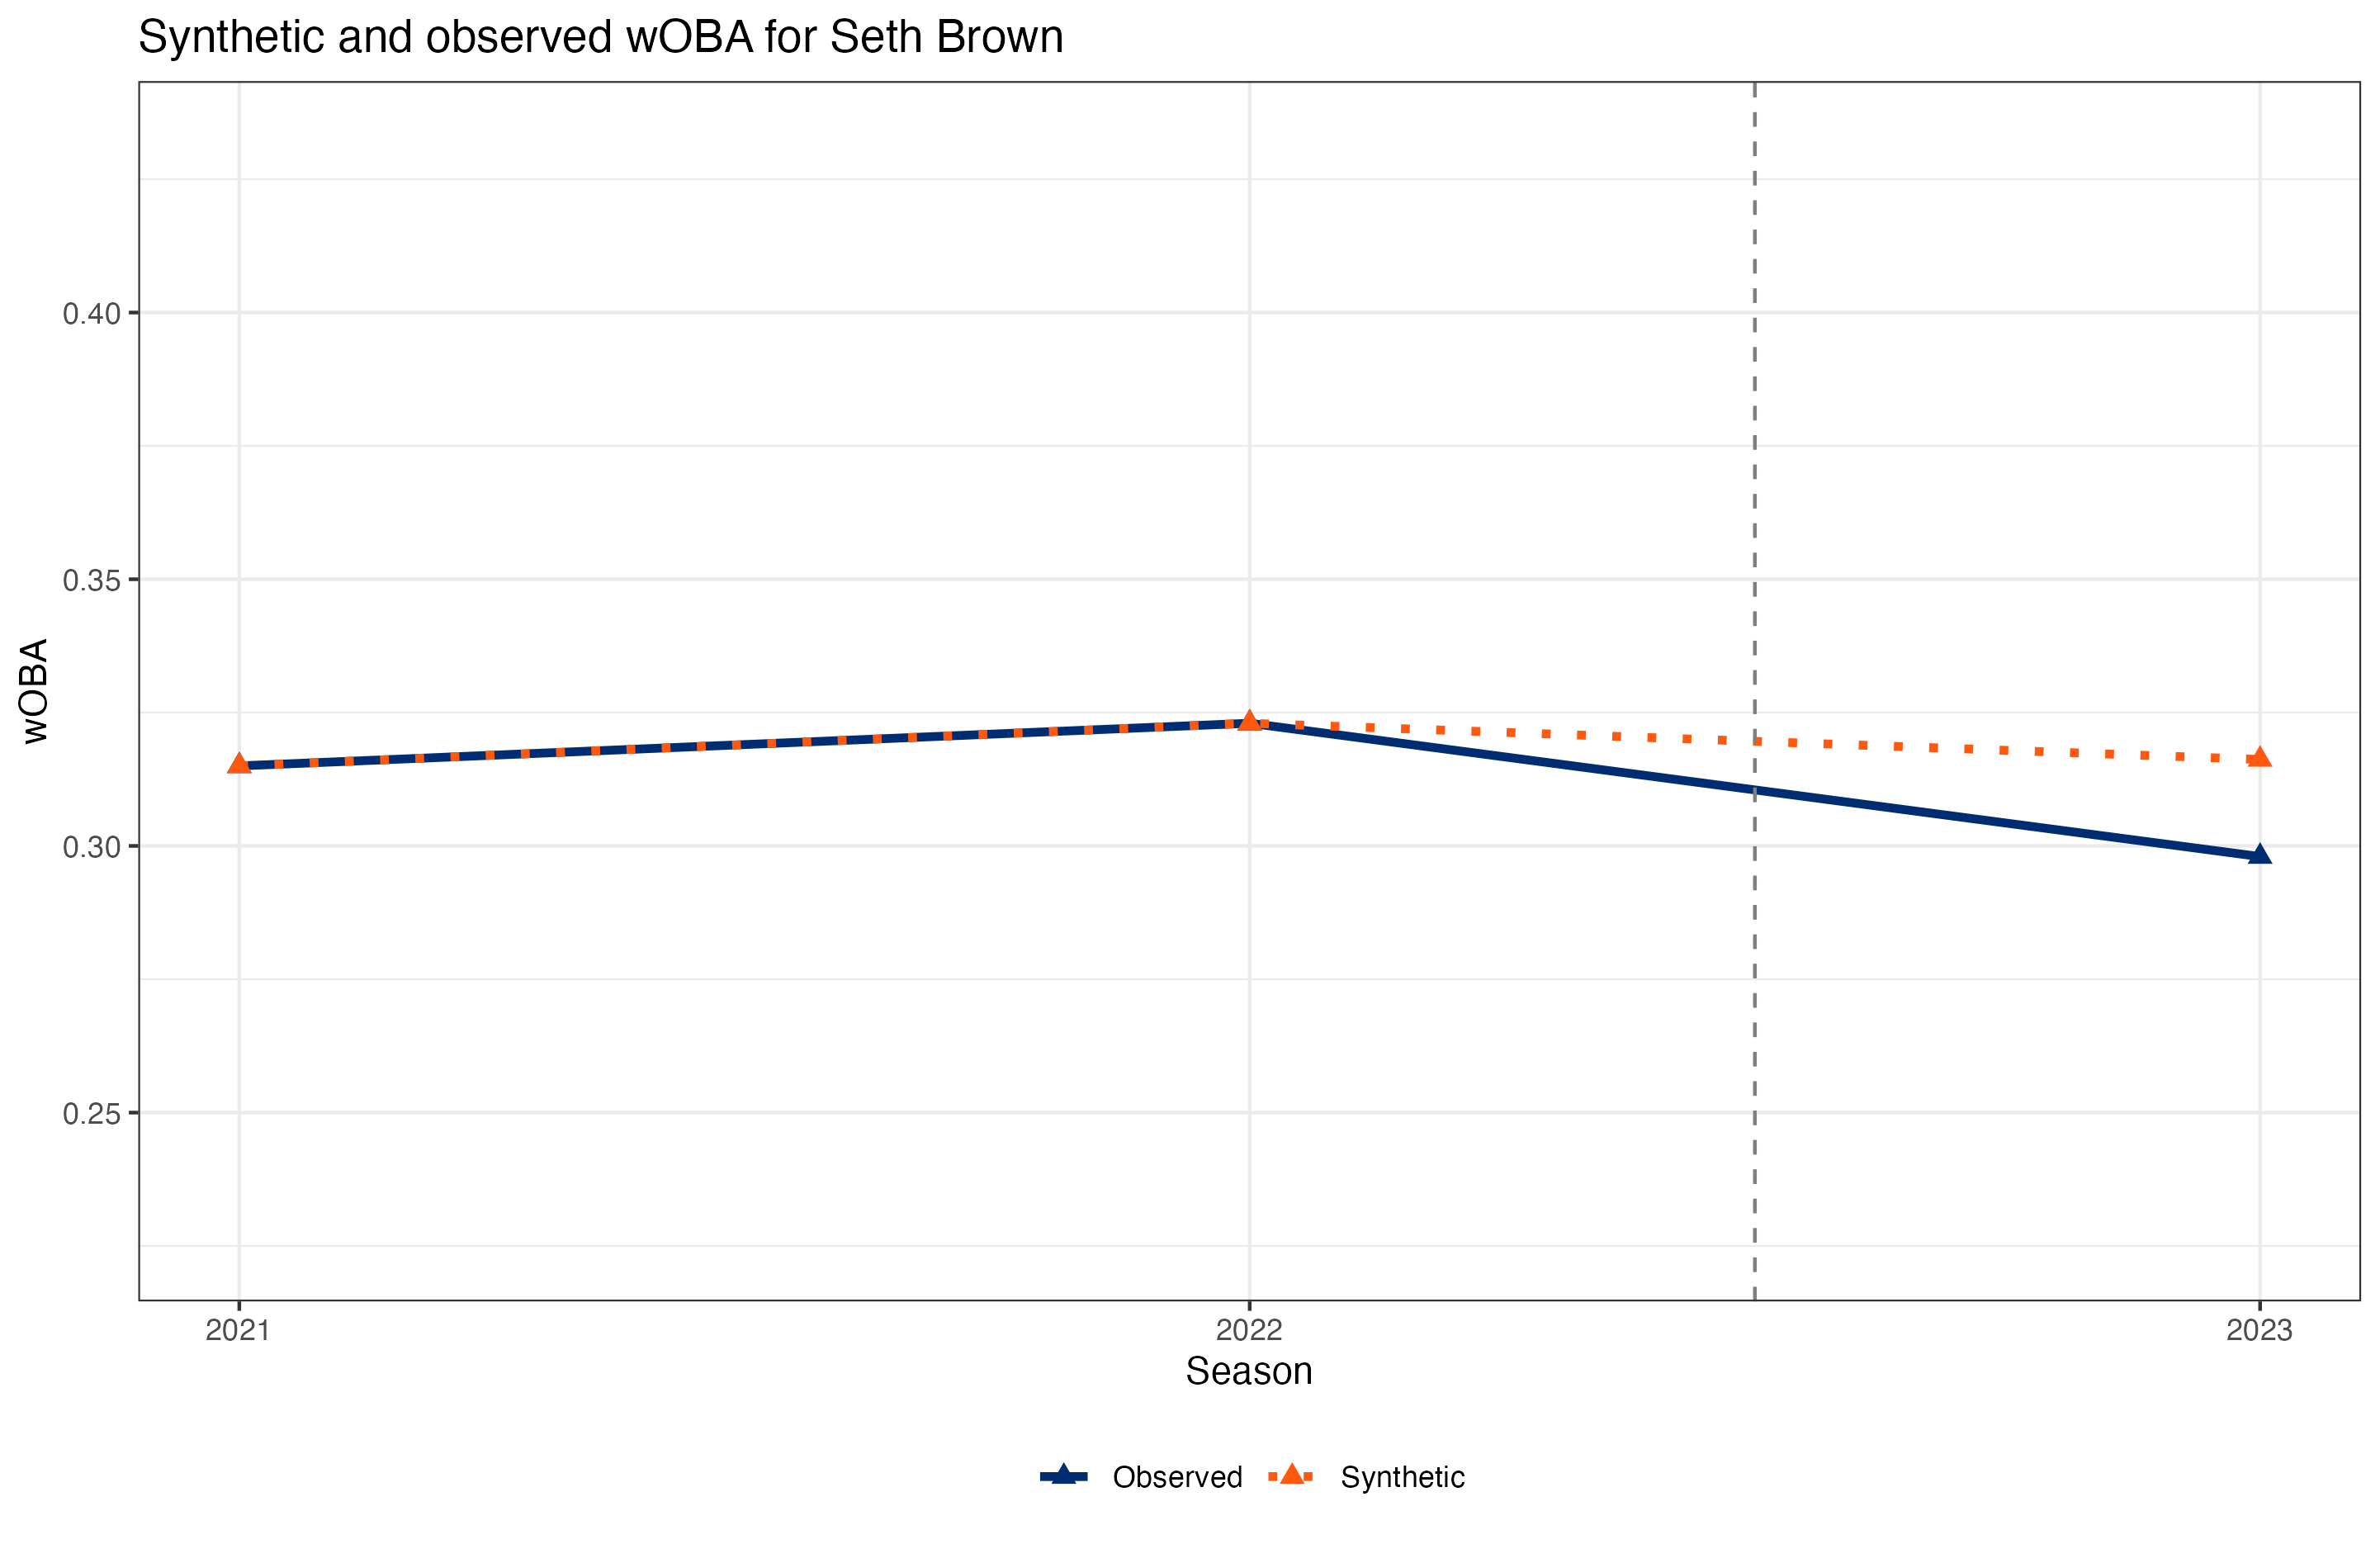 Synthetic and observed wOBA for Seth Brown
wOBA
0.40
0.35
0.30
0.25
2021 2022 2023
Season
Observed Synthetic